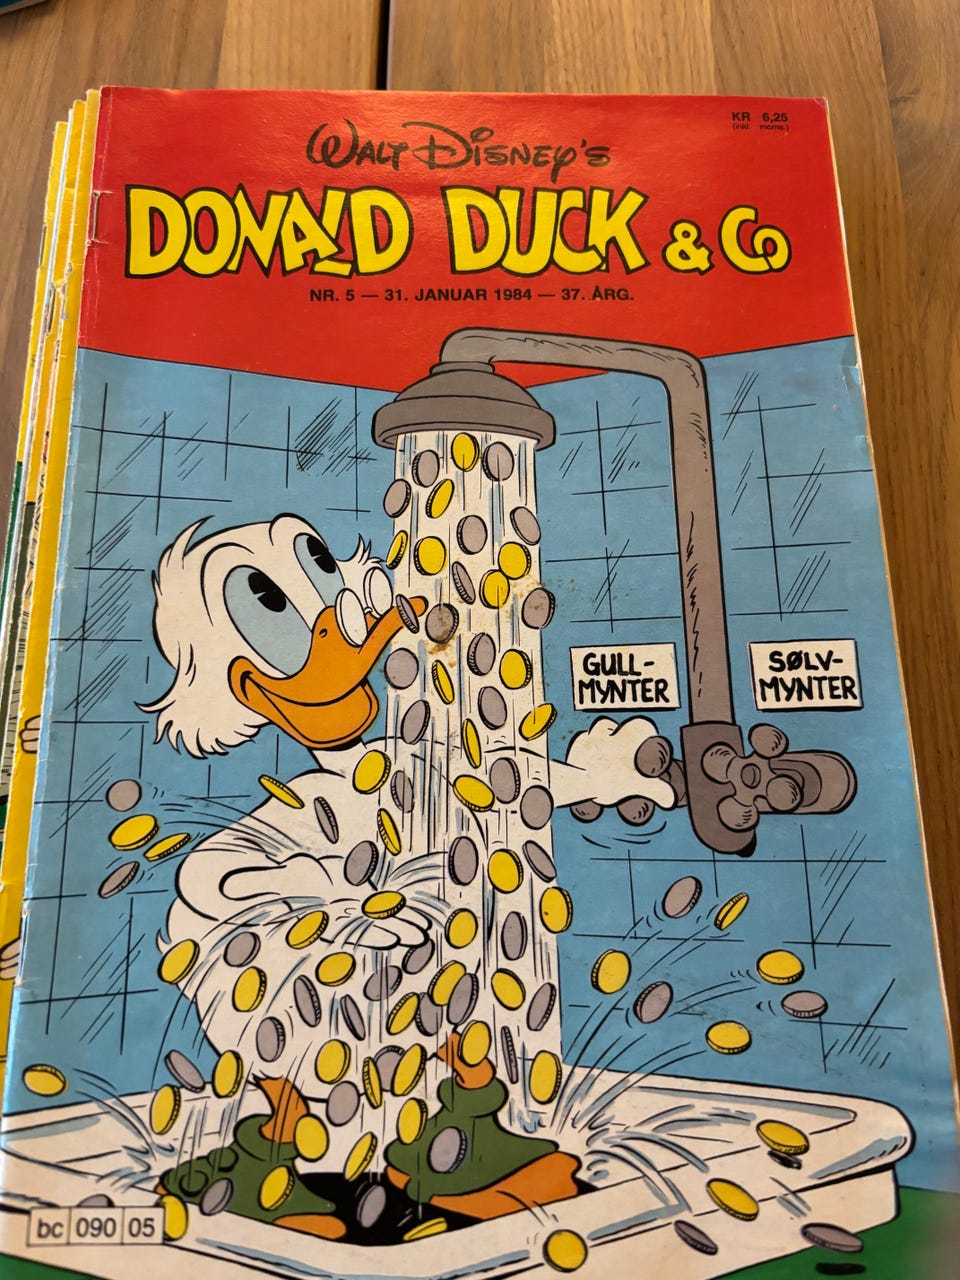 KR 6,25
(inkl. moms.)
WALT DISNEY'S
DONALD DUCK & CO
NR. 5 — 31. JANUAR 1984 — 37. ÅRG.
GULL-
MYNTER
SØLV-
MYNTER
bc 090 05